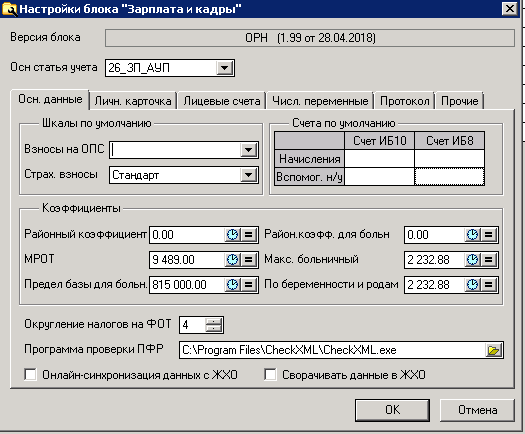 Настройки блока "Зарплата и кадры"
Версия блока ОРН (1.99 от 28.04.2018)
Осн статья учета 26_ЗП_АУП
Осн. данные Личн. карточка Лицевые счета Числ. переменные Протокол Прочие
Шкалы по умолчанию Счета по умолчанию
Счет ИБ10 Счет ИБ8
Взносы на ОПС
Начисления
Страх. взносы Стандарт Вспомог. н/у
Коэффициенты
Районный коэффициент 0.00 Район.коэфф. для больн 0.00
МРОТ 9 489.00 Макс. больничный 2 232.88
Предел базы для больн. 815 000.00 По беременности и родам 2 232.88
Округление налогов на ФОТ 4
Программа проверки ПФР C:\Program Files\CheckXML\CheckXML.exe
Онлайн-синхронизация данных с ЖХО Сворачивать данные в ЖХО
OK Отмена